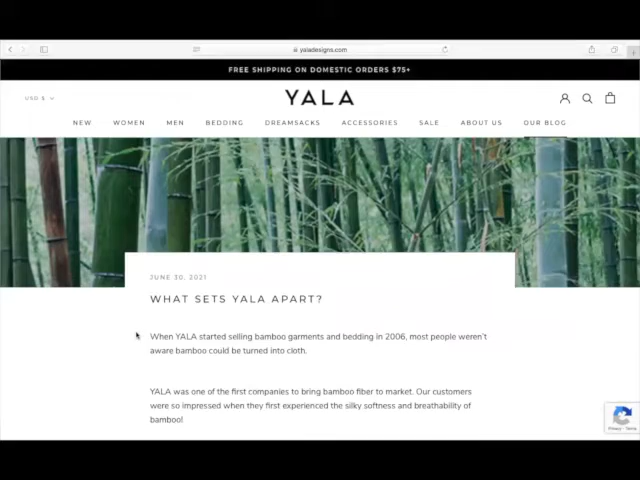 yaladesigns.com
FREE SHIPPING ON DOMESTIC ORDERS $75+
USD $
YALA
NEW WOMEN MEN BEDDING DREAMSACKS ACCESSORIES SALE ABOUT US OUR BLOG
JUNE 30, 2021
WHAT SETS YALA APART?
When YALA started selling bamboo garments and bedding in 2006, most people weren't
aware bamboo could be turned into cloth.
YALA was one of the first companies to bring bamboo fiber to market. Our customers
were so impressed when they first experienced the silky softness and breathability of
bamboo!
Privacy - Terms